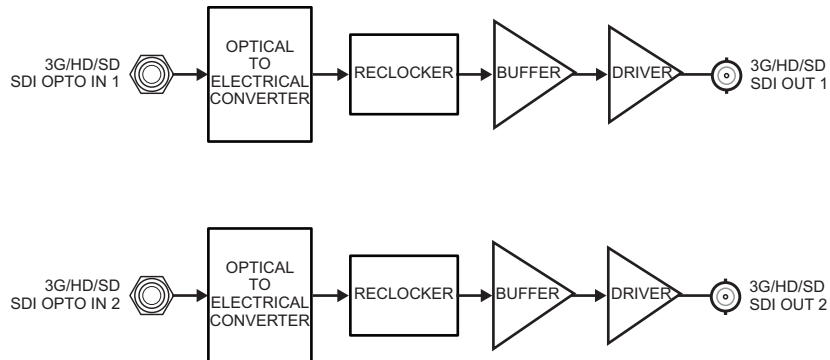 3G/HD/SD
SDI OPTO IN 1
OPTICAL
TO
ELECTRICAL
CONVERTER
RECLOCKER
BUFFER
DRIVER
3G/HD/SD
SDI OUT 1
3G/HD/SD
SDI OPTO IN 2
OPTICAL
TO
ELECTRICAL
CONVERTER
RECLOCKER
BUFFER
DRIVER
3G/HD/SD
SDI OUT 2